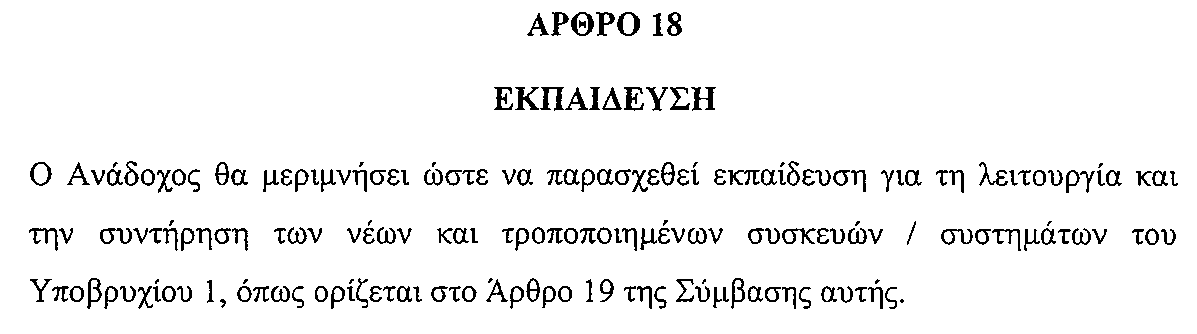 ΑΡΘΡΟ 18
ΕΚΠΑΙΔΕΥΣΗ
Ο Ανάδοχος θα μεριμνήσει ώστε να παρασχεθεί εκπαίδευση για τη λειτουργία και
την συντήρηση των νέων και τροποποιημένων συσκευών / συστημάτων του
Υποβρυχίου 1, όπως ορίζεται στο Άρθρο 19 της Σύμβασης αυτής.